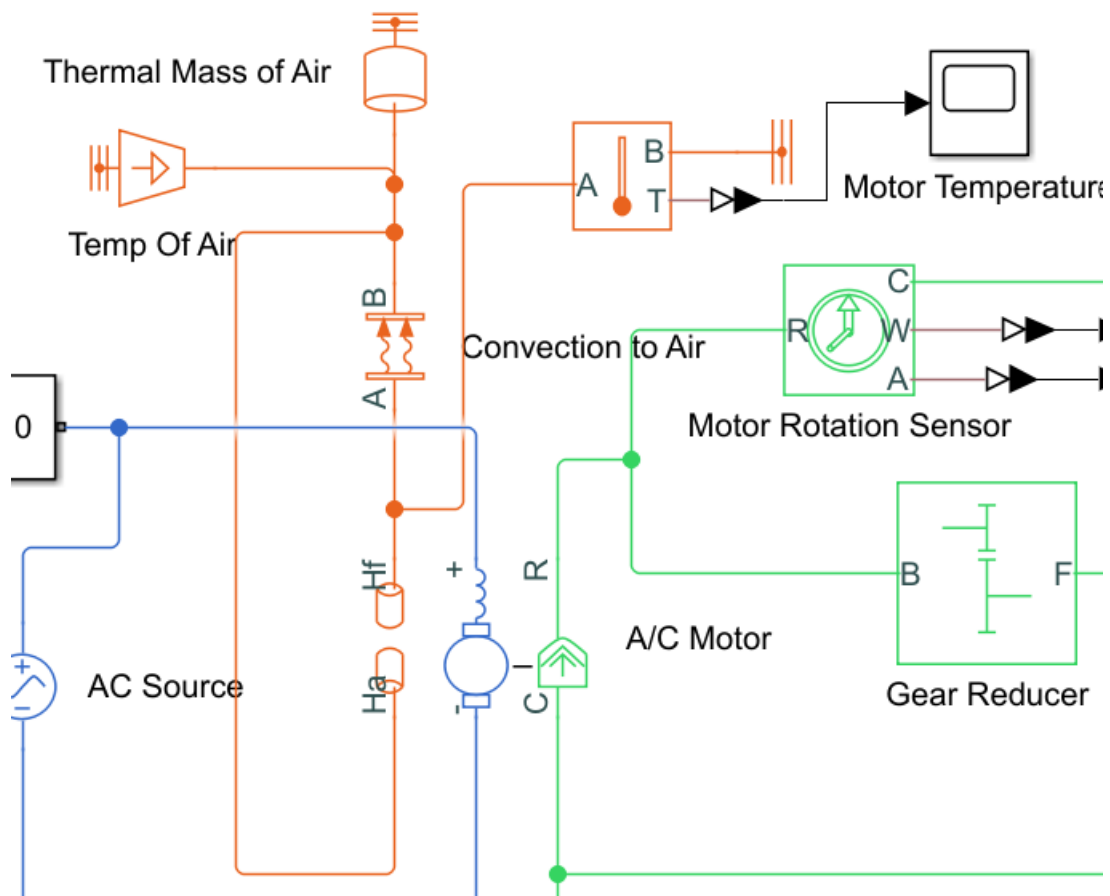 Thermal Mass of Air
B
A
T
Motor Temperature
Temp Of Air
B
C
R
W
Convection to Air
A
A
Motor Rotation Sensor
0
Hf
+
R
B
F
A/C Motor
+
AC Source
−
Ha
-
C
Gear Reducer